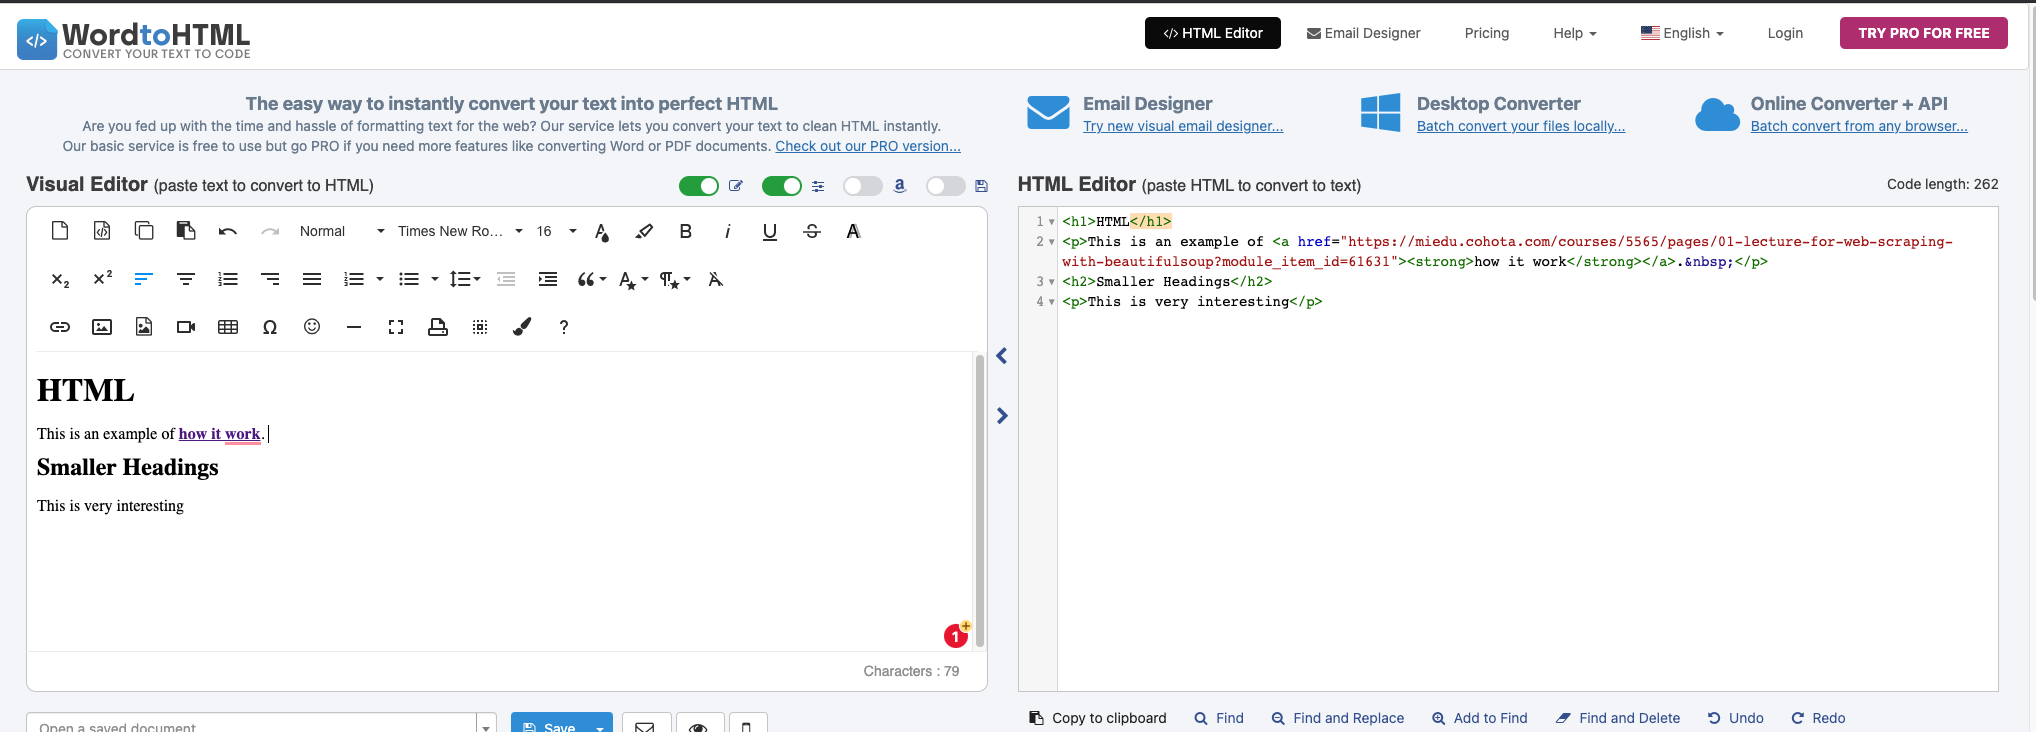 WordtoHTML
CONVERT YOUR TEXT TO CODE
</> HTML Editor
Email Designer
Pricing
Help
English
Login
TRY PRO FOR FREE
The easy way to instantly convert your text into perfect HTML
Are you fed up with the time and hassle of formatting text for the web? Our service lets you convert your text to clean HTML instantly.
Our basic service is free to use but go PRO if you need more features like converting Word or PDF documents. Check out our PRO version...
Email Designer
Try new visual email designer...
Desktop Converter
Batch convert your files locally...
Online Converter + API
Batch convert from any browser...
Visual Editor (paste text to convert to HTML)
Normal
Times New Ro...
16
HTML
This is an example of how it work.
Smaller Headings
This is very interesting
1
Characters : 79
Open a saved document
Save
HTML Editor (paste HTML to convert to text)
Code length: 262
1 <h1>HTML</h1>
2 <p>This is an example of <a href="https://miedu.cohota.com/courses/5565/pages/01-lecture-for-web-scraping-
with-beautifulsoup?module_item_id=61631"><strong>how it work</strong></a>.&nbsp;</p>
3 <h2>Smaller Headings</h2>
4 <p>This is very interesting</p>
Copy to clipboard
Find
Find and Replace
Add to Find
Find and Delete
Undo
Redo